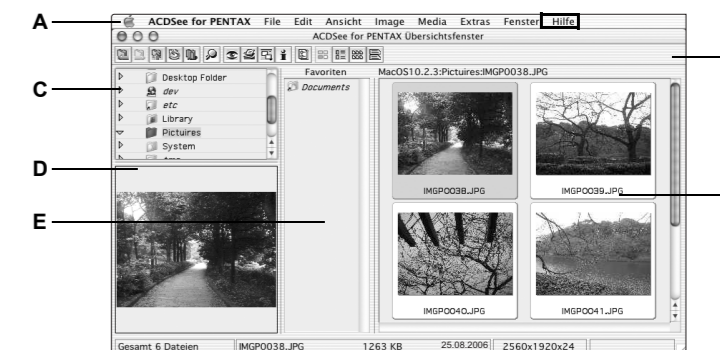 A ACDSee for PENTAX File Edit Ansicht Image Media Extras Fenster Hilfe
ACDSee for PENTAX Übersichtsfenster
Favoriten MacOS10.2.3:Pictures:IMGP0038.JPG
Desktop Folder Documents
C dev
etc
Library
Pictuires
System
D
E
IMGP0038.JPG IMGP0039.JPG
IMGP0040.JPG IMGP0041.JPG
Gesamt 6 Dateien IMGP0038.JPG 1263 KB 25.08.2006 2560x1920x24